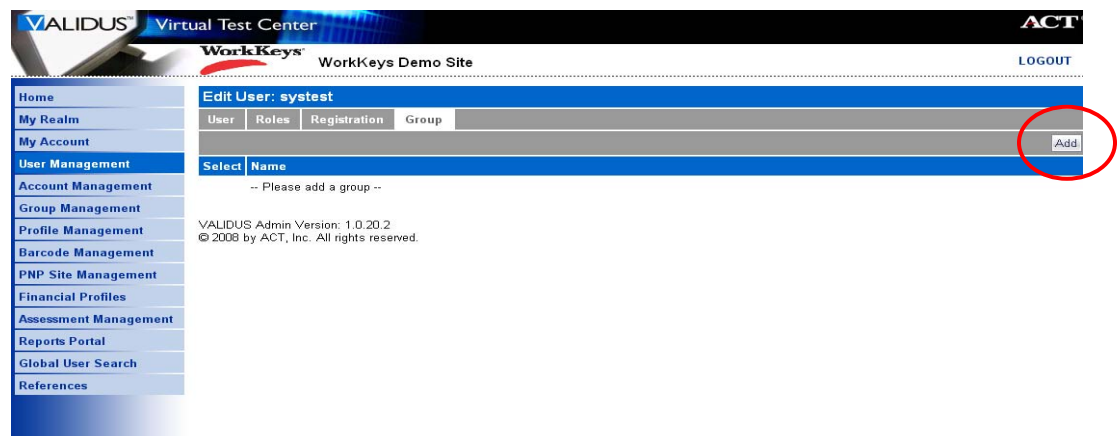 VALIDUS™ Virtual Test Center ACT
WorkKeys WorkKeys Demo Site LOGOUT
Home
My Realm
My Account
User Management
Account Management
Group Management
Profile Management
Barcode Management
PNP Site Management
Financial Profiles
Assessment Management
Reports Portal
Global User Search
References
Edit User: systest
User Roles Registration Group
Add
Select Name
-- Please add a group --
VALIDUS Admin Version: 1.0.20.2
© 2008 by ACT, Inc. All rights reserved.